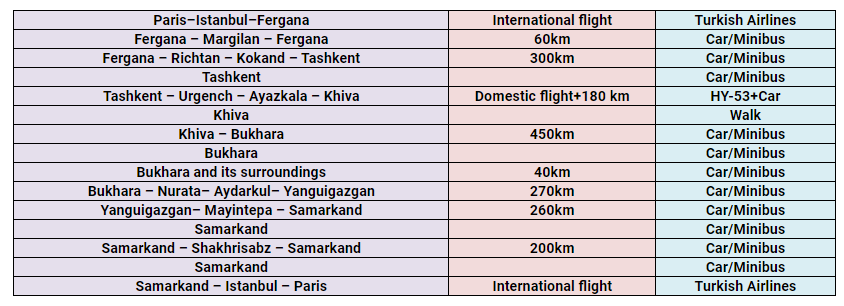 Paris–Istanbul–Fergana International flight Turkish Airlines
Fergana – Margilan – Fergana 60km Car/Minibus
Fergana – Richtan – Kokand – Tashkent 300km Car/Minibus
Tashkent Car/Minibus
Tashkent – Urgench – Ayazkala – Khiva Domestic flight+180 km HY-53+Car
Khiva Walk
Khiva – Bukhara 450km Car/Minibus
Bukhara Car/Minibus
Bukhara and its surroundings 40km Car/Minibus
Bukhara – Nurata– Aydarkul– Yanguigazgan 270km Car/Minibus
Yanguigazgan– Mayintepa – Samarkand 260km Car/Minibus
Samarkand Car/Minibus
Samarkand – Shakhrisabz – Samarkand 200km Car/Minibus
Samarkand Car/Minibus
Samarkand – Istanbul – Paris International flight Turkish Airlines